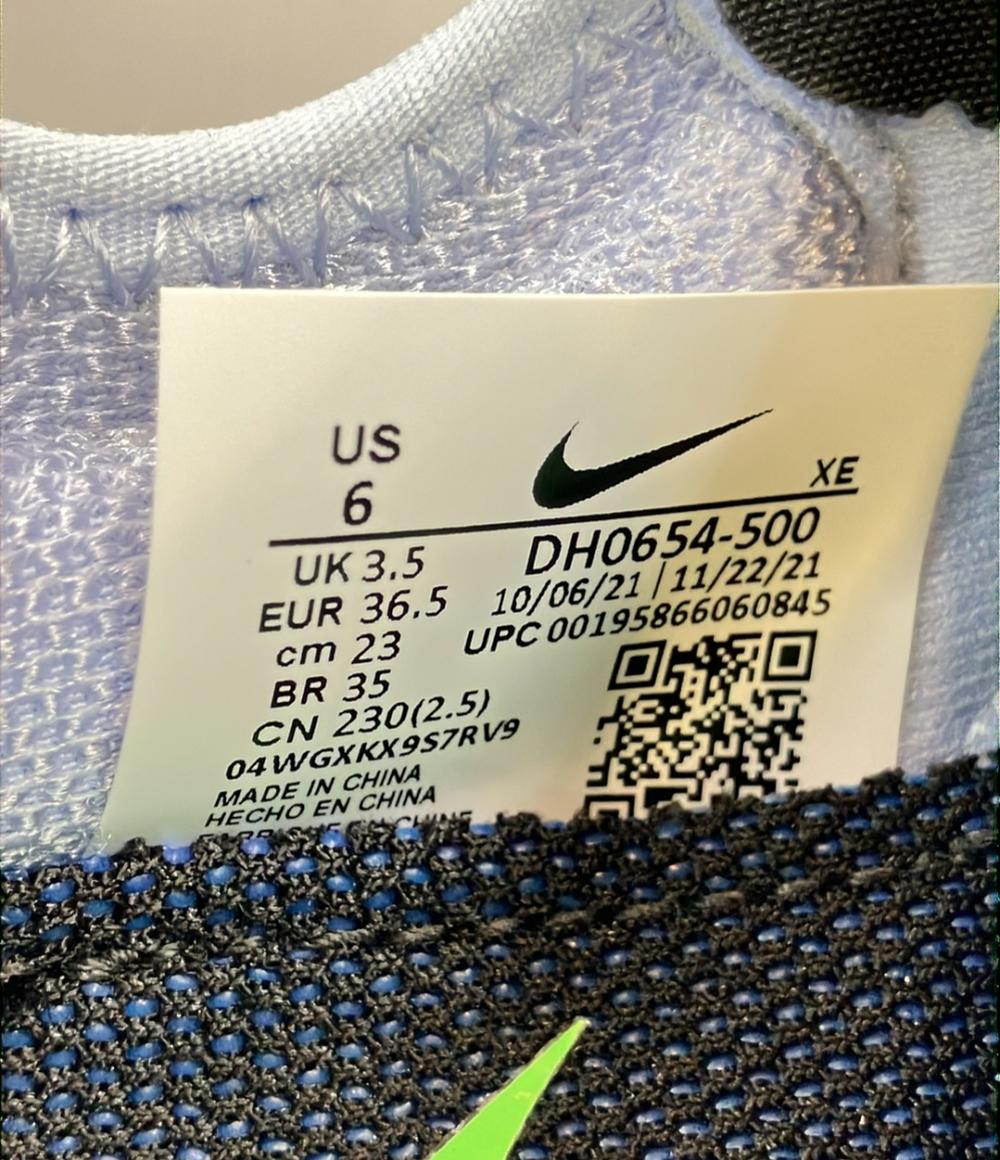 US
6
XE
UK 3.5
EUR 36.5
cm 23
BR 35
CN 230(2.5)
04WGXKX9S7RV9
MADE IN CHINA
HECHO EN CHINA
DH0654-500
10/06/21 | 11/22/21
UPC 00195866060845